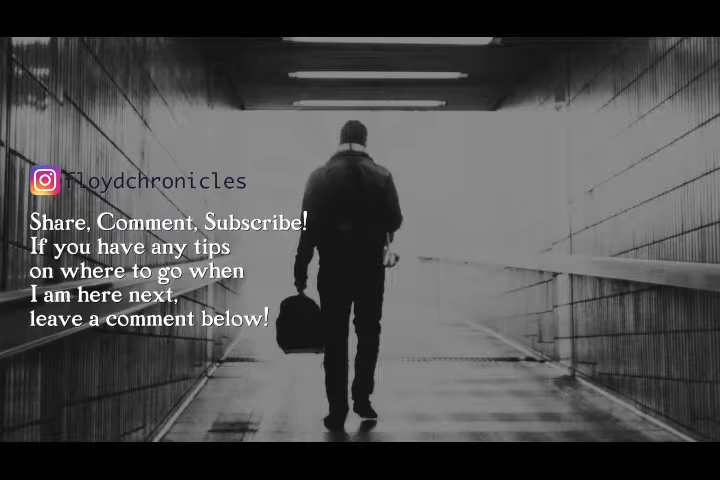 floydchronicles
Share, Comment, Subscribe!
If you have any tips
on where to go when
I am here next,
leave a comment below!